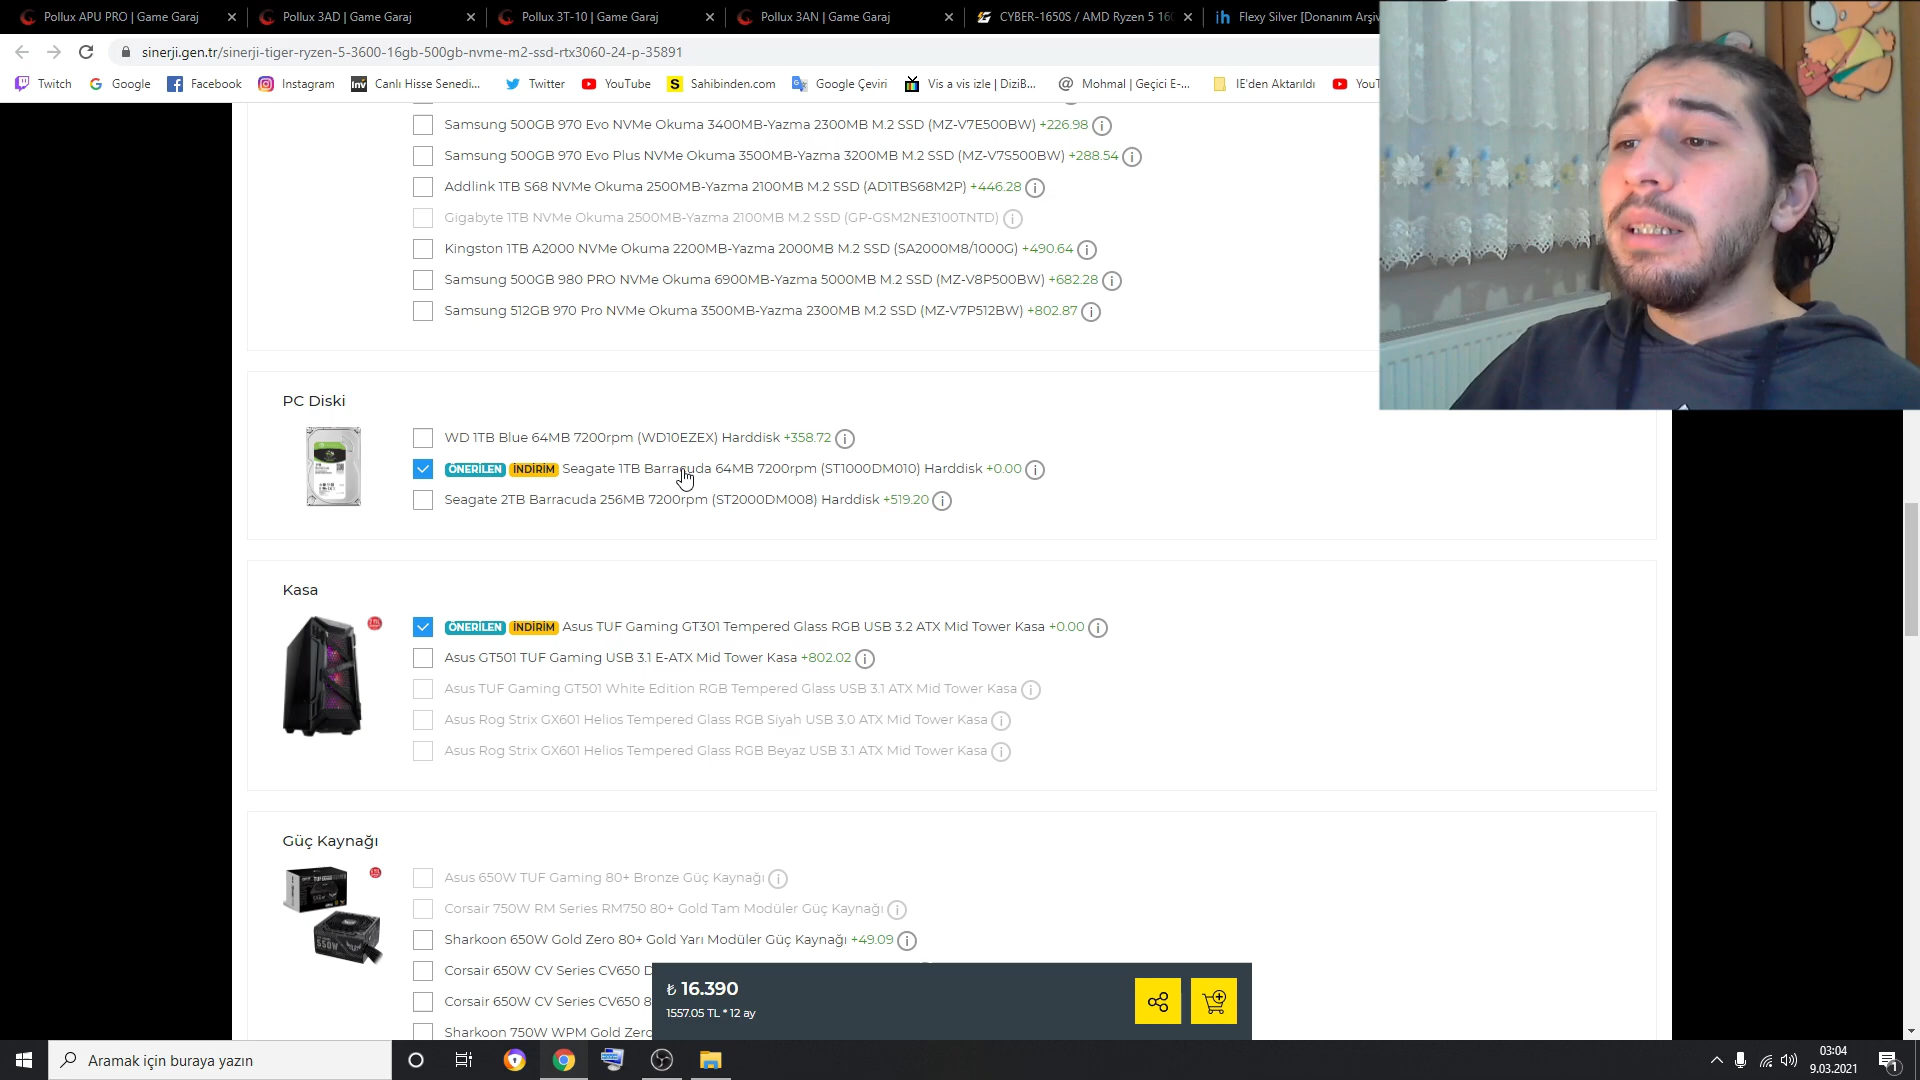 Pollux APU PRO | Game Garaj
Pollux 3AD | Game Garaj
Pollux 3T-10 | Game Garaj
Pollux 3AN | Game Garaj
CYBER-1650S / AMD Ryzen 5 160
Flexy Silver [Donanım Arşiv
sinerji.gen.tr/sinerji-tiger-ryzen-5-3600-16gb-500gb-nvme-m2-ssd-rtx3060-24-p-35891
Twitch
Google
Facebook
Instagram
Canlı Hisse Senedi...
Twitter
YouTube
Sahibinden.com
Google Çeviri
Vis a vis izle | DiziB...
Mohmal | Geçici E-...
IE'den Aktarıldı
YouT
Samsung 500GB 970 Evo NVMe Okuma 3400MB-Yazma 2300MB M.2 SSD (MZ-V7E500BW) +226.98
Samsung 500GB 970 Evo Plus NVMe Okuma 3500MB-Yazma 3200MB M.2 SSD (MZ-V7S500BW) +288.54
Addlink 1TB S68 NVMe Okuma 2500MB-Yazma 2100MB M.2 SSD (AD1TBS68M2P) +446.28
Gigabyte 1TB NVMe Okuma 2500MB-Yazma 2100MB M.2 SSD (GP-GSM2NE3100TNTD)
Kingston 1TB A2000 NVMe Okuma 2200MB-Yazma 2000MB M.2 SSD (SA2000M8/1000G) +490.64
Samsung 500GB 980 PRO NVMe Okuma 6900MB-Yazma 5000MB M.2 SSD (MZ-V8P500BW) +682.28
Samsung 512GB 970 Pro NVMe Okuma 3500MB-Yazma 2300MB M.2 SSD (MZ-V7P512BW) +802.87
PC Diski
WD 1TB Blue 64MB 7200rpm (WD10EZEX) Harddisk +358.72
ÖNERİLEN İNDİRİM Seagate 1TB Barracuda 64MB 7200rpm (ST1000DM010) Harddisk +0.00
Seagate 2TB Barracuda 256MB 7200rpm (ST2000DM008) Harddisk +519.20
Kasa
ÖNERİLEN İNDİRİM Asus TUF Gaming GT301 Tempered Glass RGB USB 3.2 ATX Mid Tower Kasa +0.00
Asus GT501 TUF Gaming USB 3.1 E-ATX Mid Tower Kasa +802.02
Asus TUF Gaming GT501 White Edition RGB Tempered Glass USB 3.1 ATX Mid Tower Kasa
Asus Rog Strix GX601 Helios Tempered Glass RGB Siyah USB 3.0 ATX Mid Tower Kasa
Asus Rog Strix GX601 Helios Tempered Glass RGB Beyaz USB 3.1 ATX Mid Tower Kasa
Güç Kaynağı
Asus 650W TUF Gaming 80+ Bronze Güç Kaynağı
Corsair 750W RM Series RM750 80+ Gold Tam Modüler Güç Kaynağı
Sharkoon 650W Gold Zero 80+ Gold Yarı Modüler Güç Kaynağı +49.09
Corsair 650W CV Series CV650 D
Corsair 650W CV Series CV650 8
Sharkoon 750W WPM Gold Zero
550W
₺ 16.390
1557.05 TL * 12 ay
Aramak için buraya yazın
03:04
9.03.2021
1